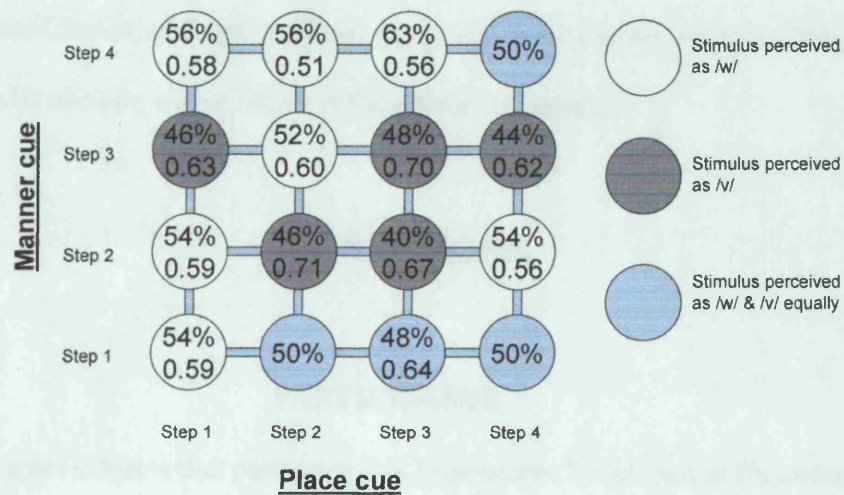 Manner cue
Step 4
56% 56% 63% 50%
0.58 0.51 0.56
Step 3
46% 52% 48% 44%
0.63 0.60 0.70 0.62
Step 2
54% 46% 40% 54%
0.59 0.71 0.67 0.56
Step 1
54% 50% 48% 50%
0.59 0.64
Step 1 Step 2 Step 3 Step 4
Place cue
Stimulus perceived
as /w/
Stimulus perceived
as /v/
Stimulus perceived
as /w/ & /v/ equally